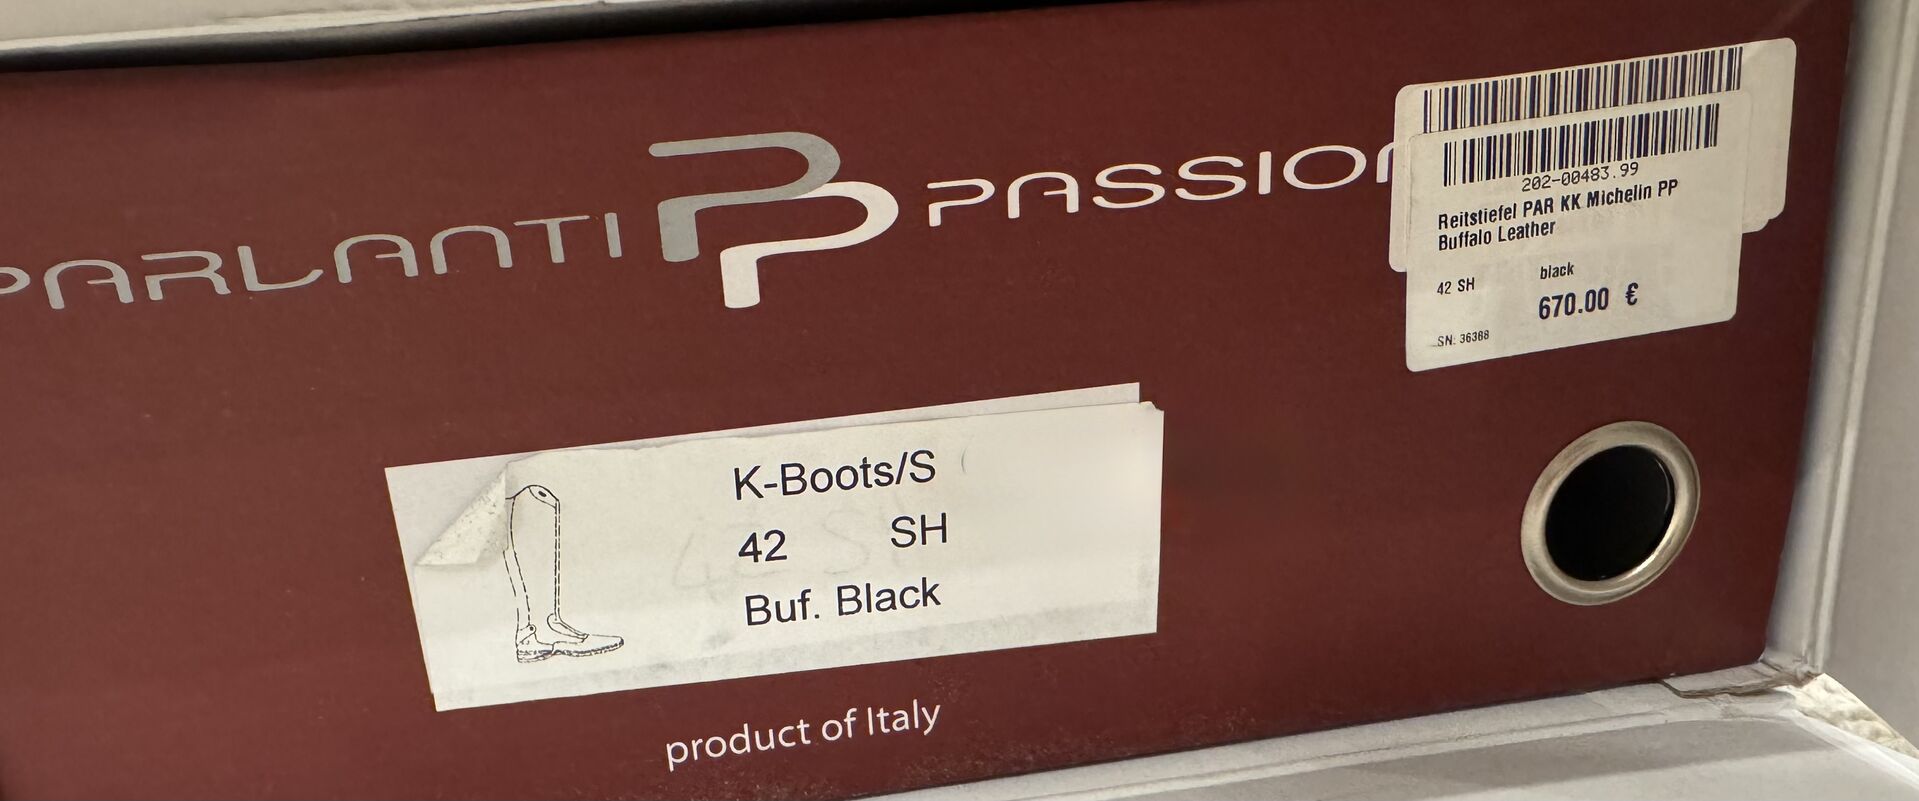 PARLANTI PP PASSION
202-00483.99
Reitstiefel PAR KK Michelin PP
Buffalo Leather
42 SH black
670.00 €
SN: 36388
K-Boots/S
42 SH
Buf. Black
product of Italy